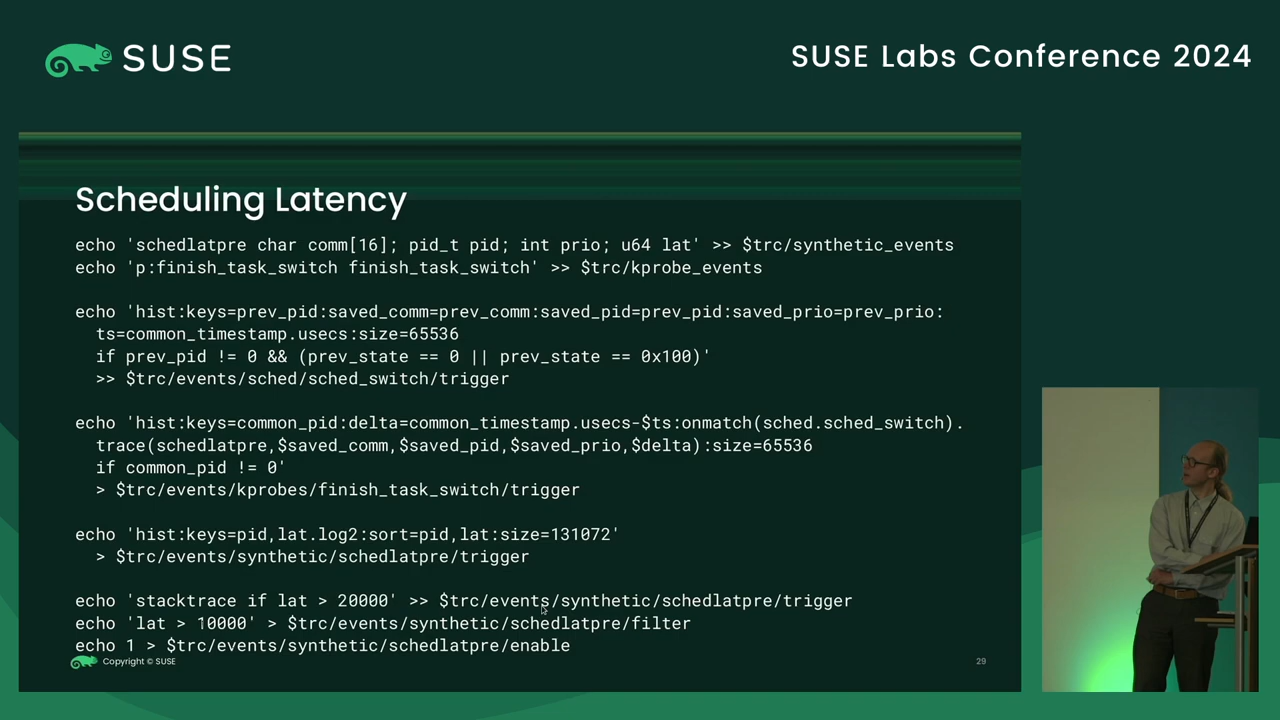 SUSE
SUSE Labs Conference 2024
Scheduling Latency
echo 'schedlatpre char comm[16]; pid_t pid; int prio; u64 lat' >> $trc/synthetic_events
echo 'p:finish_task_switch finish_task_switch' >> $trc/kprobe_events
echo 'hist:keys=prev_pid:saved_comm=prev_comm:saved_pid=prev_pid:saved_prio=prev_prio:
ts=common_timestamp.usecs:size=65536
if prev_pid != 0 && (prev_state == 0 || prev_state == 0x100)'
>> $trc/events/sched/sched_switch/trigger
echo 'hist:keys=common_pid:delta=common_timestamp.usecs-$ts:onmatch(sched.sched_switch).
trace(schedlatpre,$saved_comm,$saved_pid,$saved_prio,$delta):size=65536
if common_pid != 0'
> $trc/events/kprobes/finish_task_switch/trigger
echo 'hist:keys=pid,lat.log2:sort=pid,lat:size=131072'
> $trc/events/synthetic/schedlatpre/trigger
echo 'stacktrace if lat > 20000' >> $trc/events/synthetic/schedlatpre/trigger
echo 'lat > 10000' > $trc/events/synthetic/schedlatpre/filter
echo 1 > $trc/events/synthetic/schedlatpre/enable
Copyright © SUSE
29